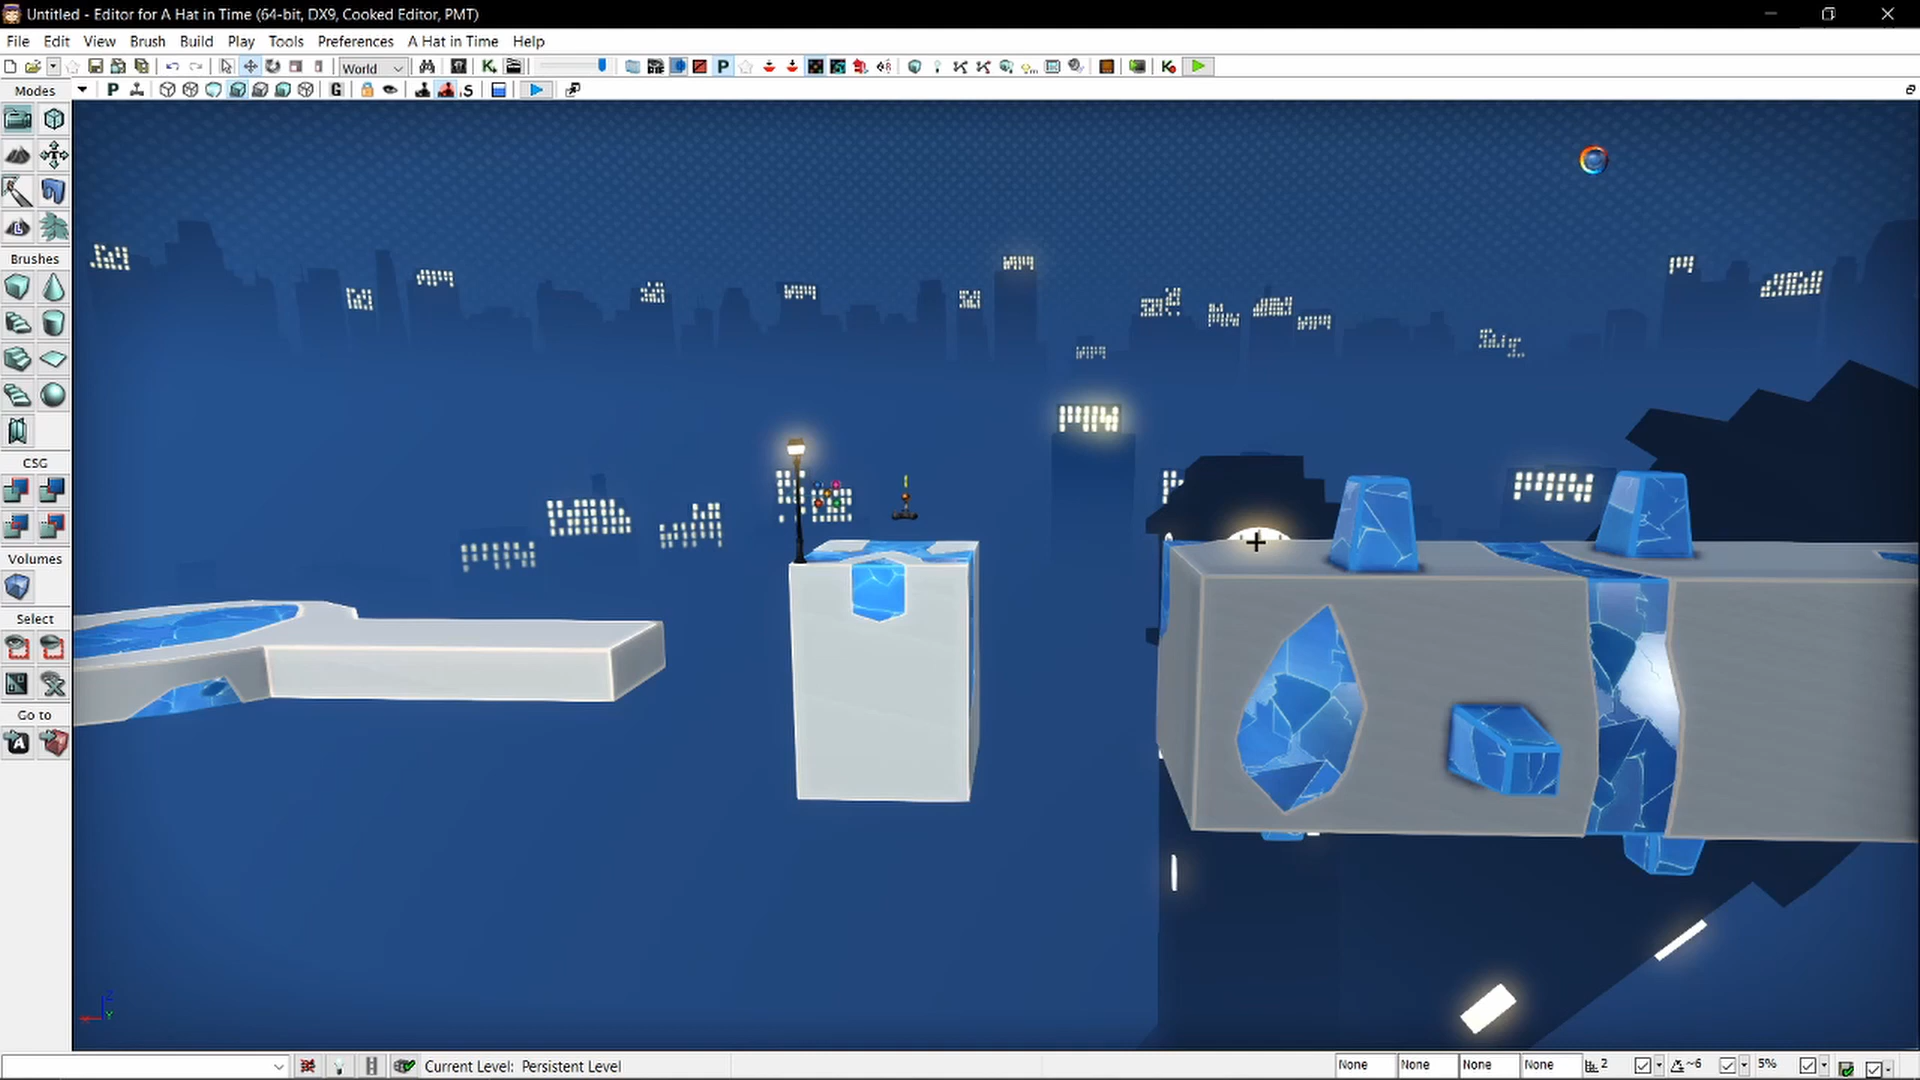 Untitled - Editor for A Hat in Time (64-bit, DX9, Cooked Editor, PMT)
File Edit View Brush Build Play Tools Preferences A Hat in Time Help
World
Modes
P G S
Brushes
CSG
Volumes
Select
Go to
Z
X Y
Current Level: Persistent Level
None None None None 2 ~6 5%